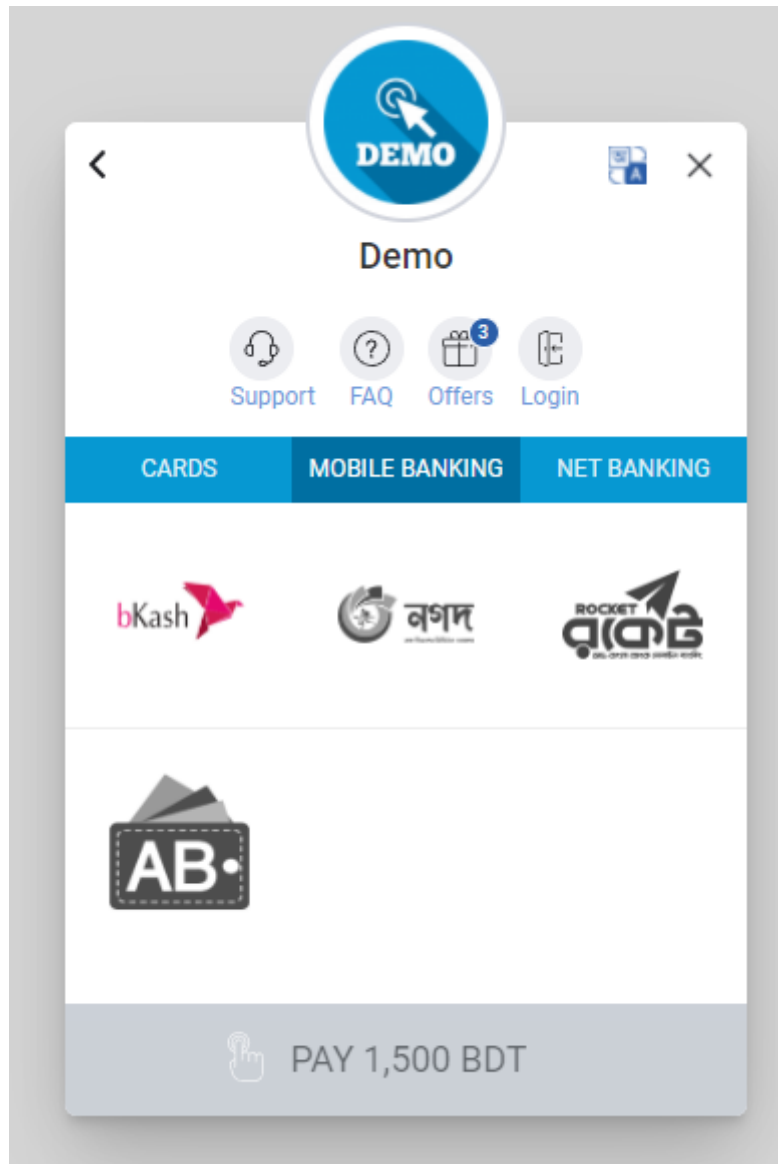 DEMO
A
Demo
3
Support FAQ Offers Login
CARDS MOBILE BANKING NET BANKING
bKash নগদ ROCKET
রকেট
AB
PAY 1,500 BDT